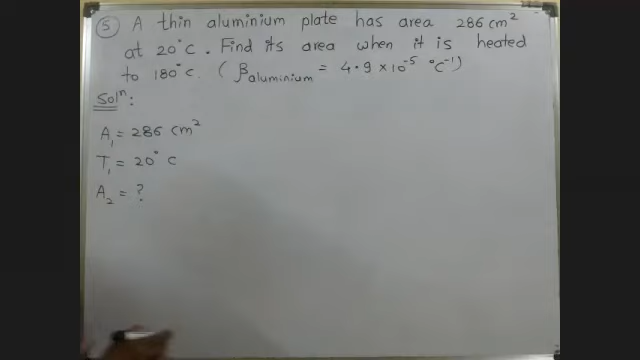 (5) A thin aluminium plate has area 286 cm²
at 20°C. Find its area when it is heated
to 180°C. (βaluminium = 4.9 × 10⁻⁵ °C⁻¹)
Solⁿ:
A₁ = 286 cm²
T₁ = 20°C
A₂ = ?